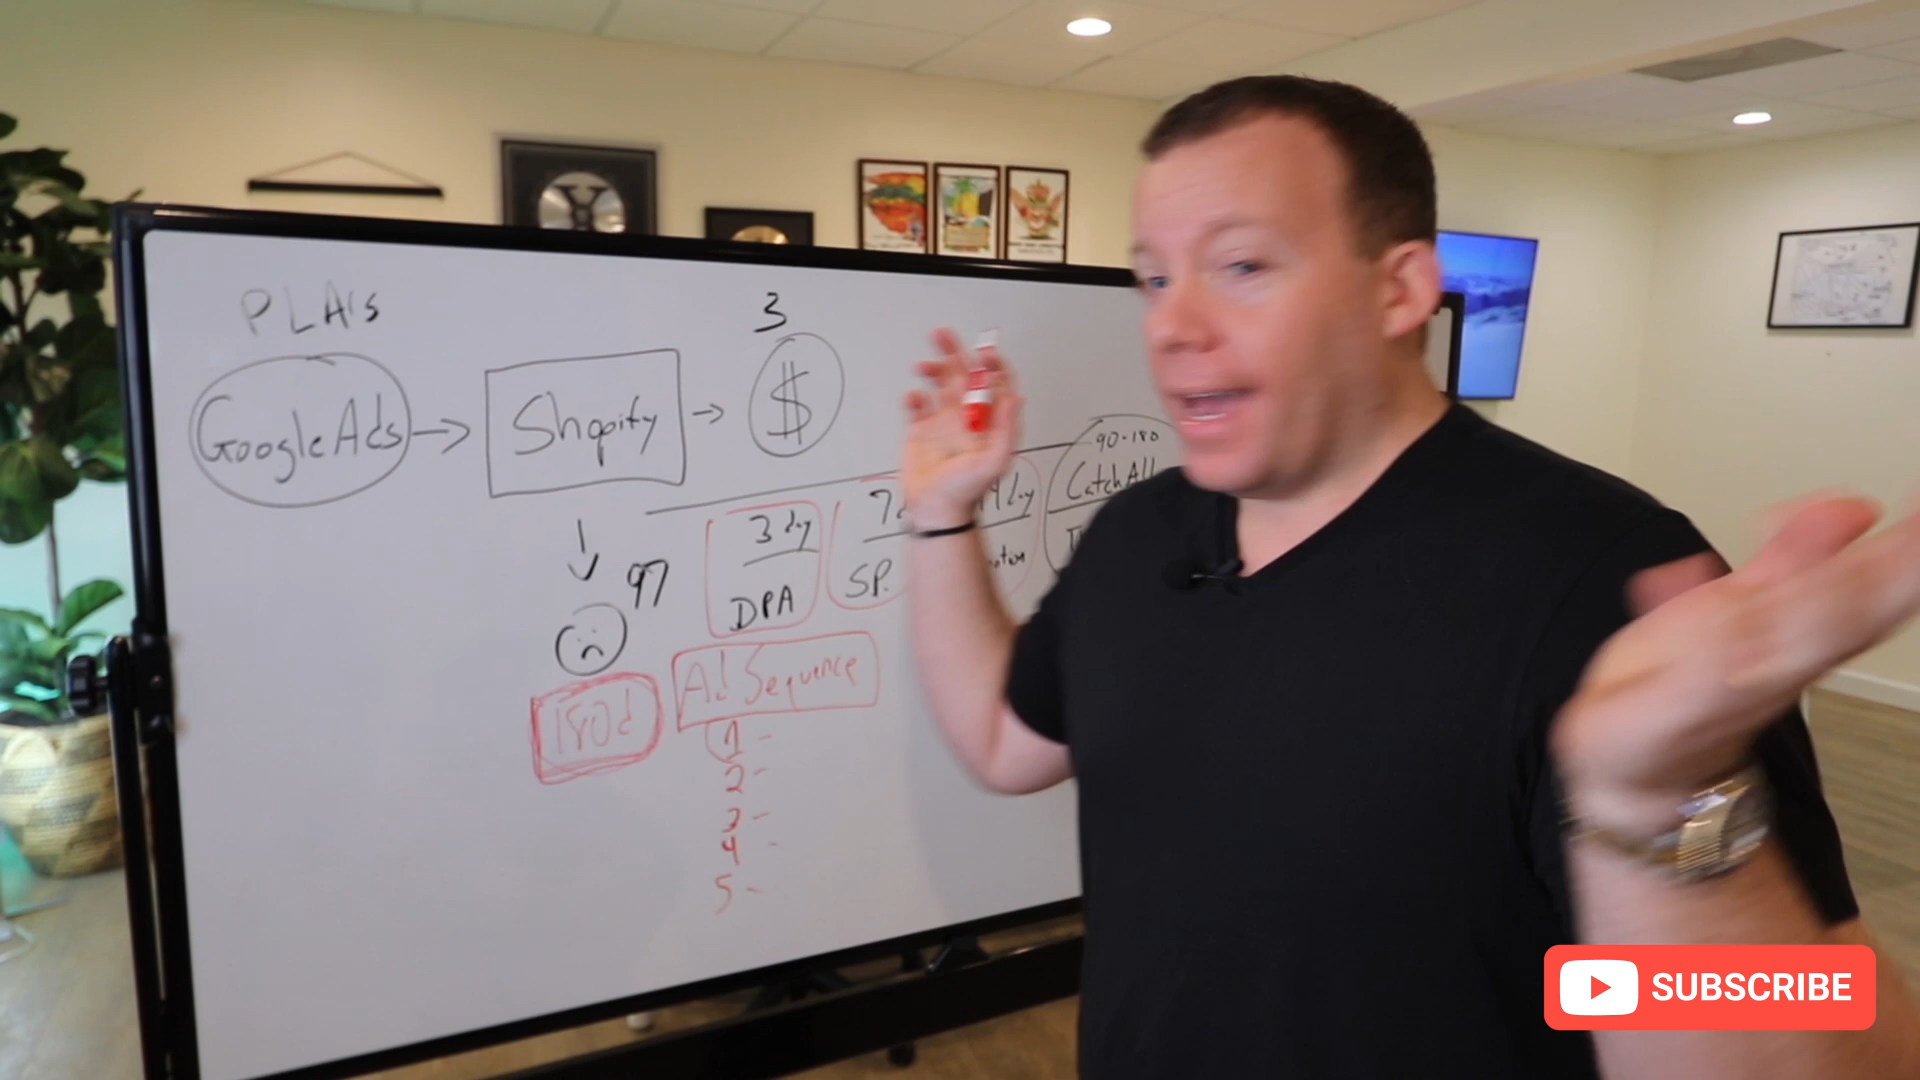 PLA's
3
Google Ads
Shopify
$
90-180
Catch All
3 day
DPA
SP.
97
180d
Ad Sequence
1 -
2 -
3 -
4 -
5 -
SUBSCRIBE